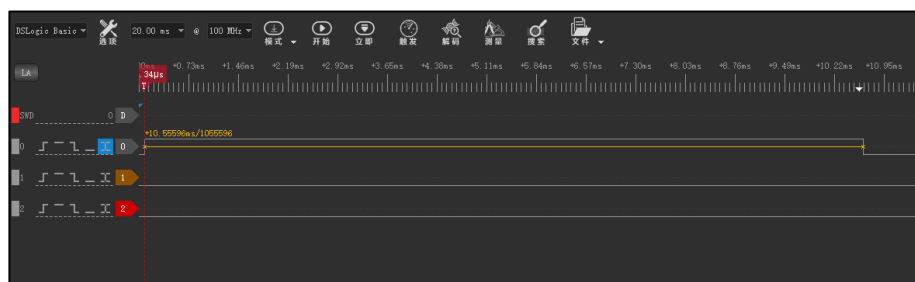 DSLogic Basic 选项 20.00 ms @ 100 MHz 模式 开始 立即 触发 解码 测量 搜索 文件
LA
+0.73ms +1.46ms +2.19ms +2.92ms +3.65ms +4.38ms +5.11ms +5.84ms +6.57ms +7.30ms +8.03ms +8.76ms +9.49ms +10.22ms +10.95ms
.34μs
T
SWD 0 D
+10.55596ms/1055596
0 0
1 1
2 2